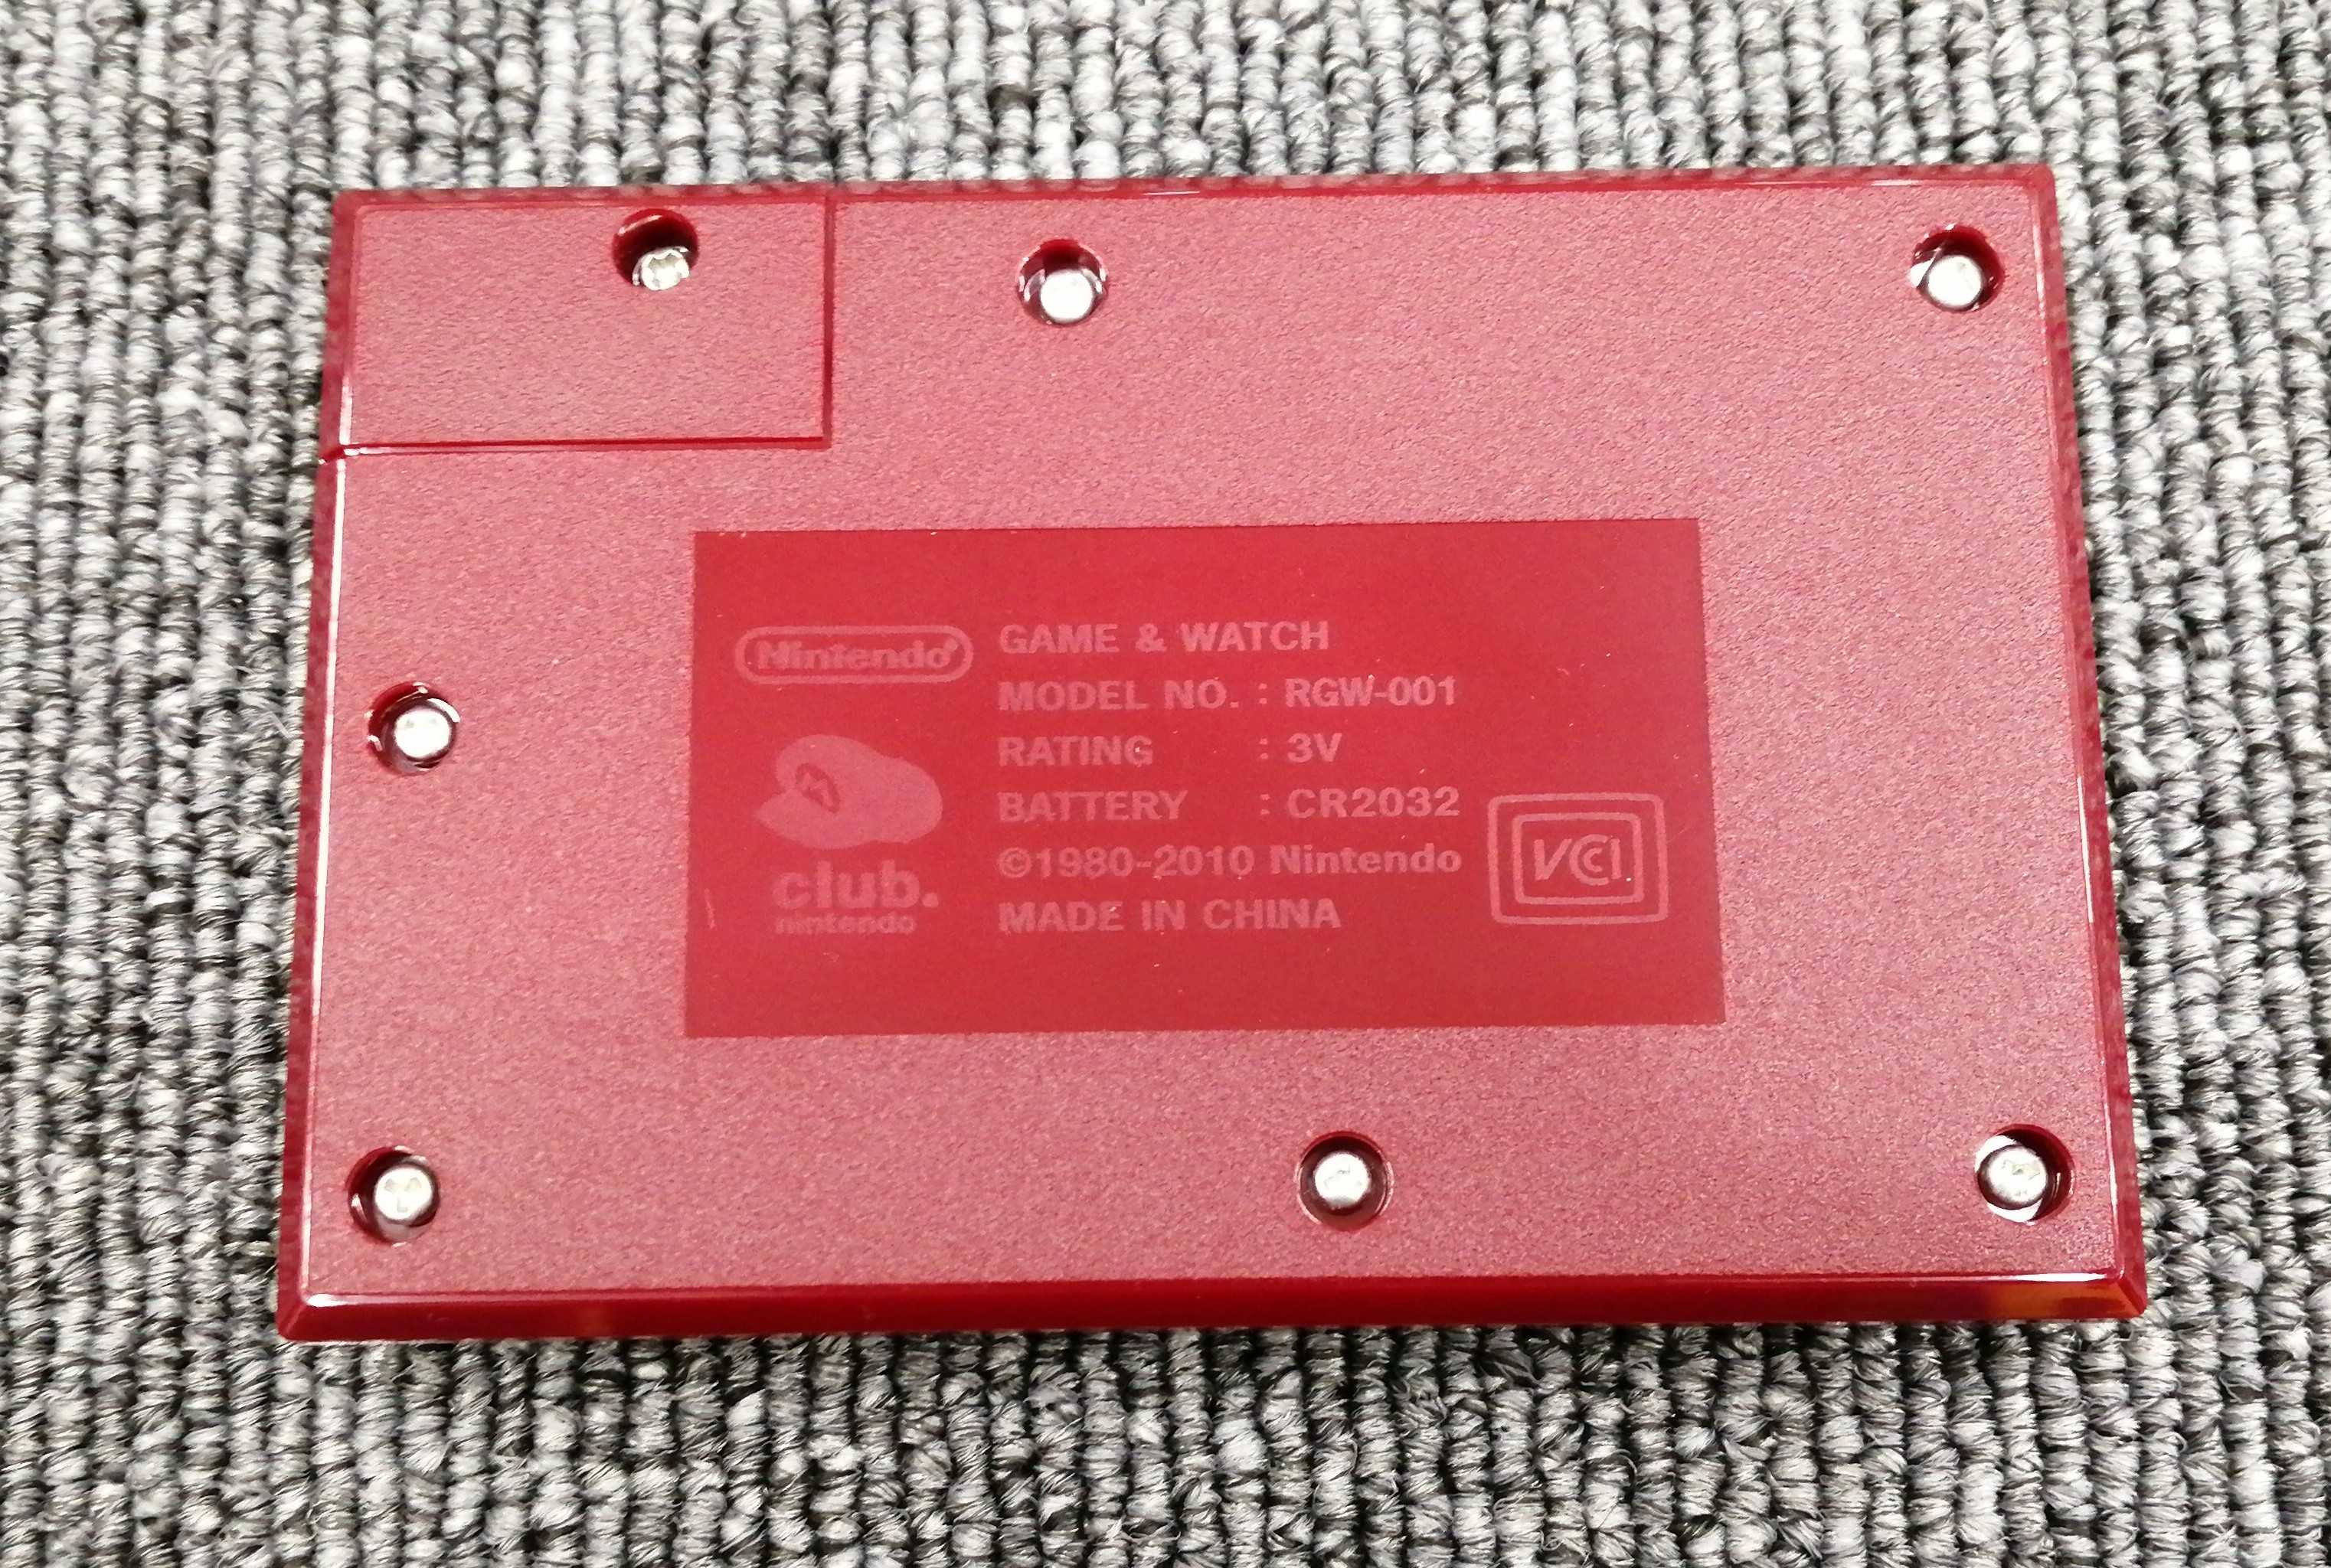 Nintendo
GAME & WATCH
MODEL NO. : RGW-001
RATING : 3V
BATTERY : CR2032
©1980-2010 Nintendo
MADE IN CHINA
M
club.
nintendo
VCCI